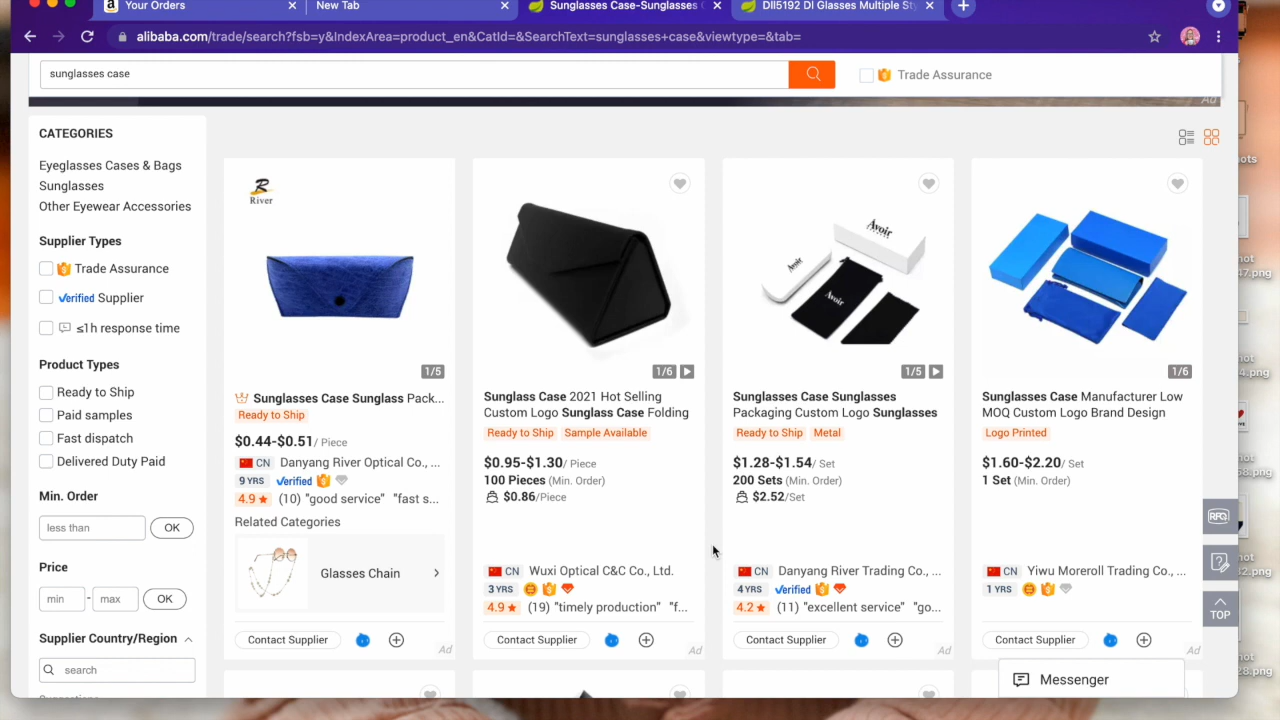 Your Orders
New Tab
Sunglasses Case-Sunglasses
Dll5192 Dl Glasses Multiple St
alibaba.com/trade/search?fsb=y&IndexArea=product_en&CatId=&SearchText=sunglasses+case&viewtype=&tab=
sunglasses case
Trade Assurance
Ad
CATEGORIES
Eyeglasses Cases & Bags
Sunglasses
Other Eyewear Accessories
Supplier Types
Trade Assurance
Verified Supplier
≤1h response time
Product Types
Ready to Ship
Paid samples
Fast dispatch
Delivered Duty Paid
Min. Order
less than
OK
Price
min - max OK
Supplier Country/Region
search
R
River
1/5
Sunglasses Case Sunglass Pack...
Ready to Ship
$0.44-$0.51/ Piece
CN Danyang River Optical Co., ...
9 YRS Verified
4.9 ★ (10) "good service" "fast s...
Related Categories
Glasses Chain
Contact Supplier
Ad
1/6
Sunglass Case 2021 Hot Selling
Custom Logo Sunglass Case Folding
Ready to Ship Sample Available
$0.95-$1.30/ Piece
100 Pieces (Min. Order)
$0.86/Piece
CN Wuxi Optical C&C Co., Ltd.
3 YRS
4.9 ★ (19) "timely production" "f...
Contact Supplier
Ad
Avoir
Avoir
Avoir
1/5
Sunglasses Case Sunglasses
Packaging Custom Logo Sunglasses
Ready to Ship Metal
$1.28-$1.54/ Set
200 Sets (Min. Order)
$2.52/Set
CN Danyang River Trading Co., ...
4 YRS Verified
4.2 ★ (11) "excellent service" "go...
Contact Supplier
Ad
1/6
Sunglasses Case Manufacturer Low
MOQ Custom Logo Brand Design
Logo Printed
$1.60-$2.20/ Set
1 Set (Min. Order)
CN Yiwu Moreroll Trading Co., ...
1 YRS
Contact Supplier
Ad
RFQ
TOP
Messenger